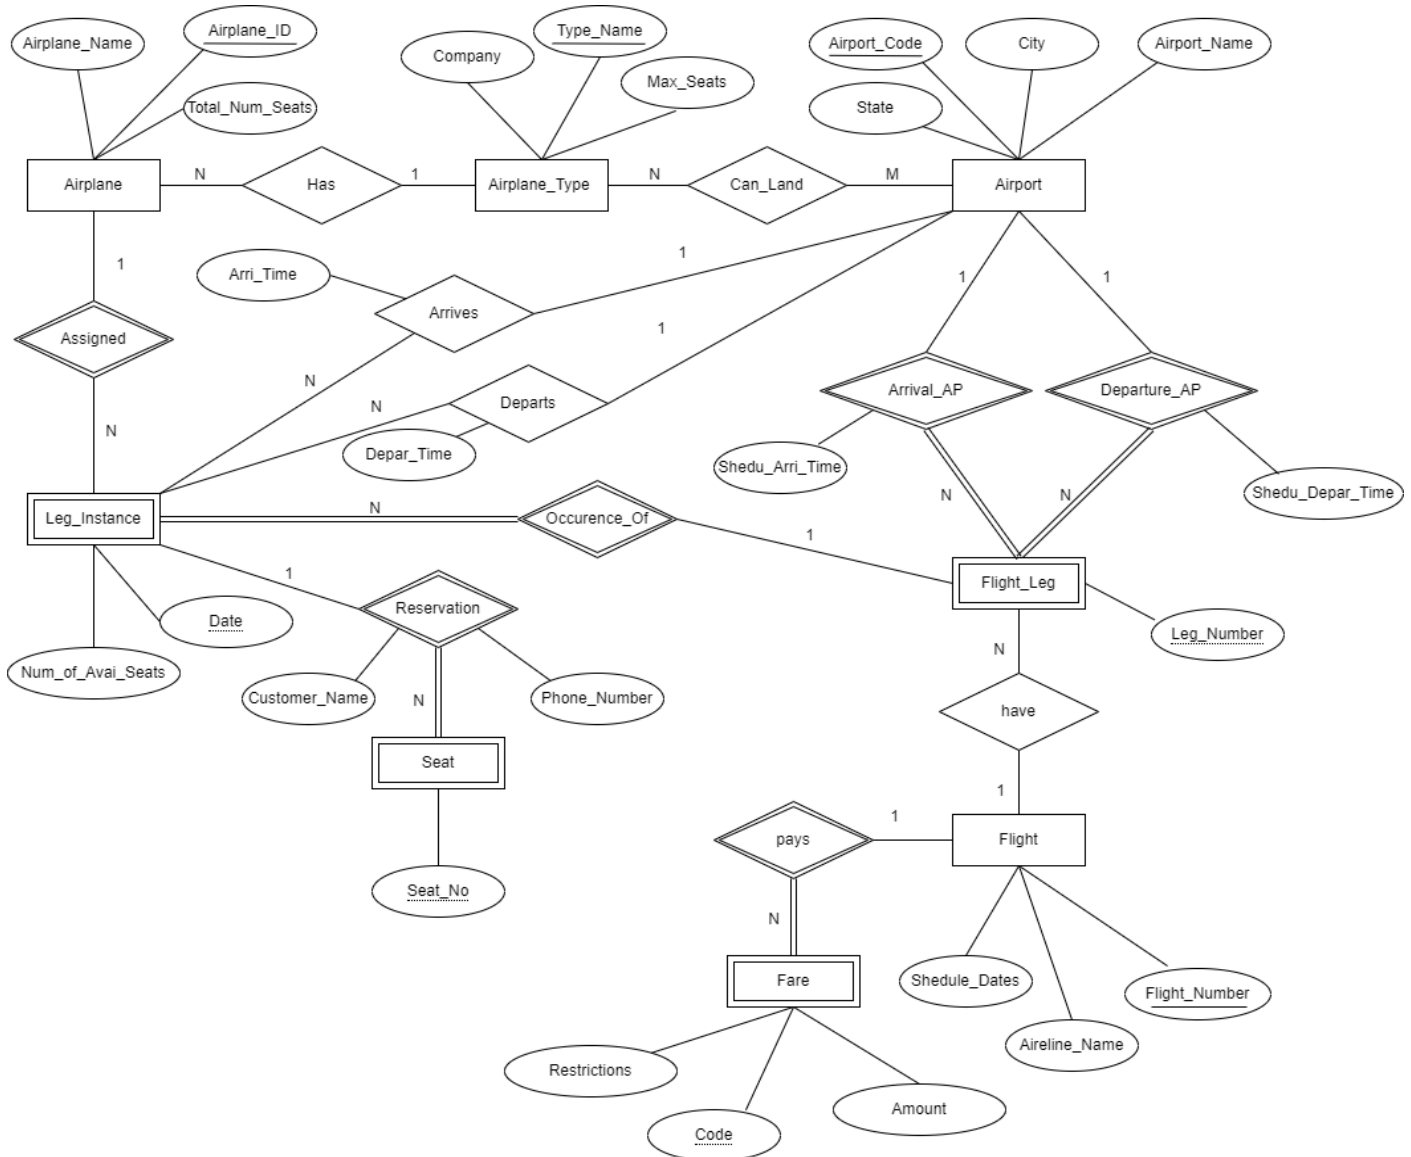 Airplane_Name
Airplane_ID
Total_Num_Seats
Company
Type_Name
Max_Seats
Airport_Code
City
Airport_Name
State
Airplane
N
Has
1
Airplane_Type
N
Can_Land
M
Airport
1
Arri_Time
Arrives
1
1
1
1
Assigned
N
N
Departs
Depar_Time
Arrival_AP
Departure_AP
Shedu_Arri_Time
Shedu_Depar_Time
N
N
N
Leg_Instance
N
Occurence_Of
1
Flight_Leg
Leg_Number
1
Reservation
Date
Num_of_Avai_Seats
Customer_Name
Phone_Number
N
Seat
Seat_No
N
have
1
Flight
1
pays
N
Fare
Shedule_Dates
Flight_Number
Aireline_Name
Restrictions
Code
Amount